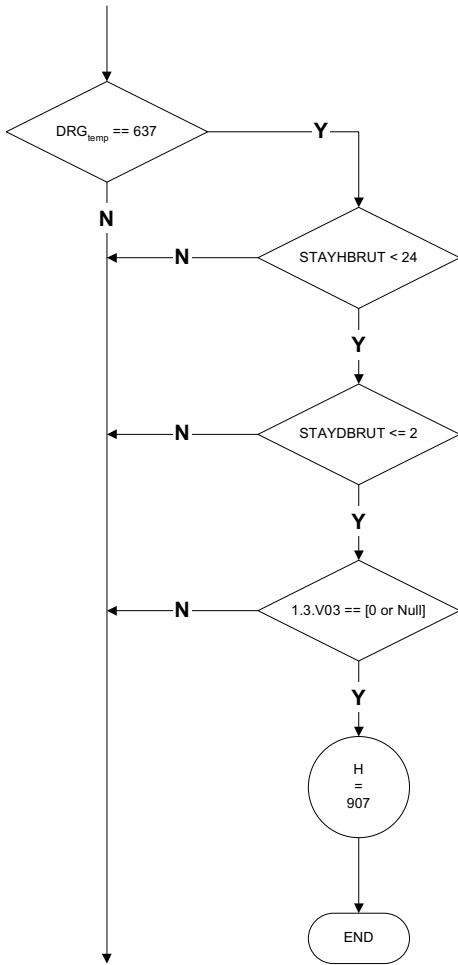 DRGtemp == 637
Y
N
STAYHBRUT < 24
N
Y
STAYDBRUT <= 2
N
Y
1.3.V03 == [0 or Null]
N
Y
H
=
907
END